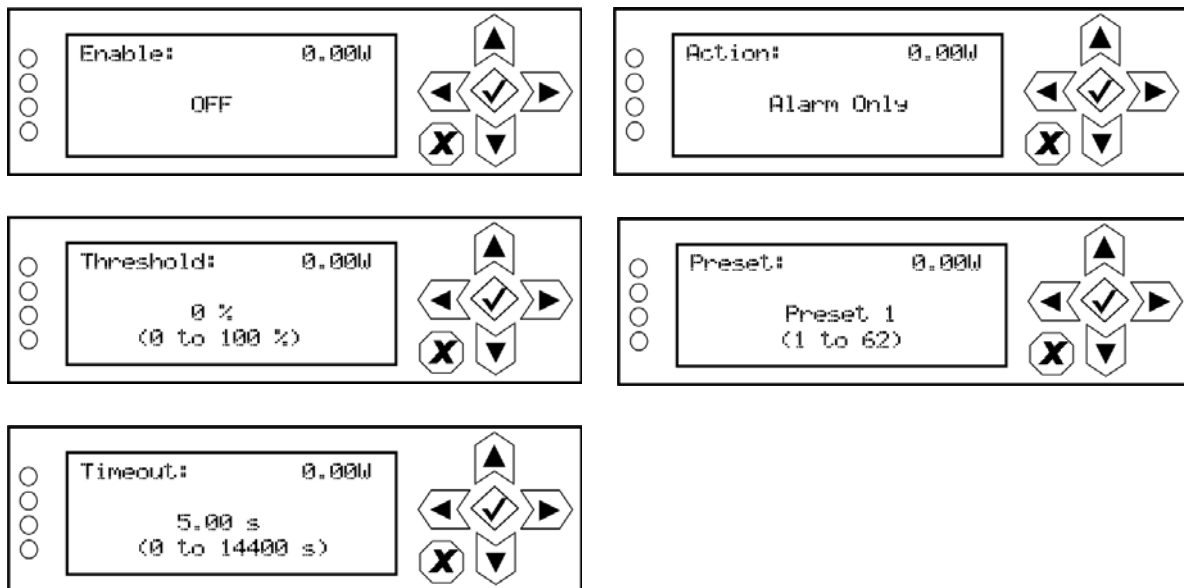 Enable: 0.00W
OFF
Action: 0.00W
Alarm Only
Threshold: 0.00W
0 %
(0 to 100 %)
Preset: 0.00W
Preset 1
(1 to 62)
Timeout: 0.00W
5.00 s
(0 to 14400 s)